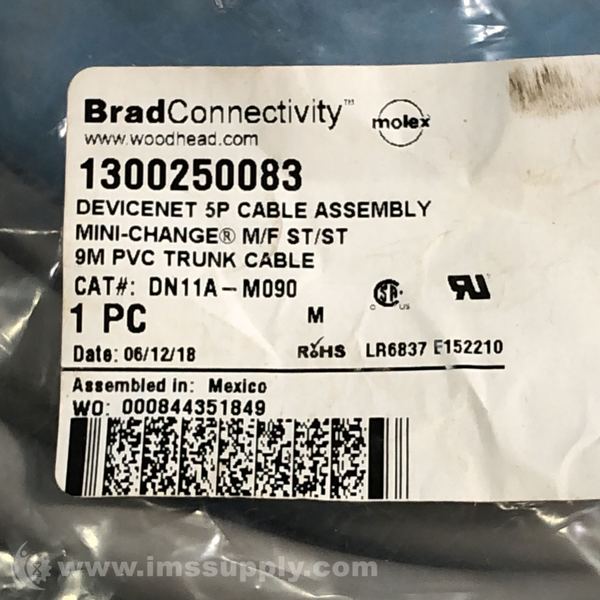 BradConnectivity™
molex
www.woodhead.com
1300250083
DEVICENET 5P CABLE ASSEMBLY
MINI-CHANGE® M/F ST/ST
9M PVC TRUNK CABLE
CAT#: DN11A-M090
1 PC
M
Date: 06/12/18
RoHS
LR6837 E152210
Assembled in: Mexico
WO: 000844351849
www.imssupply.com